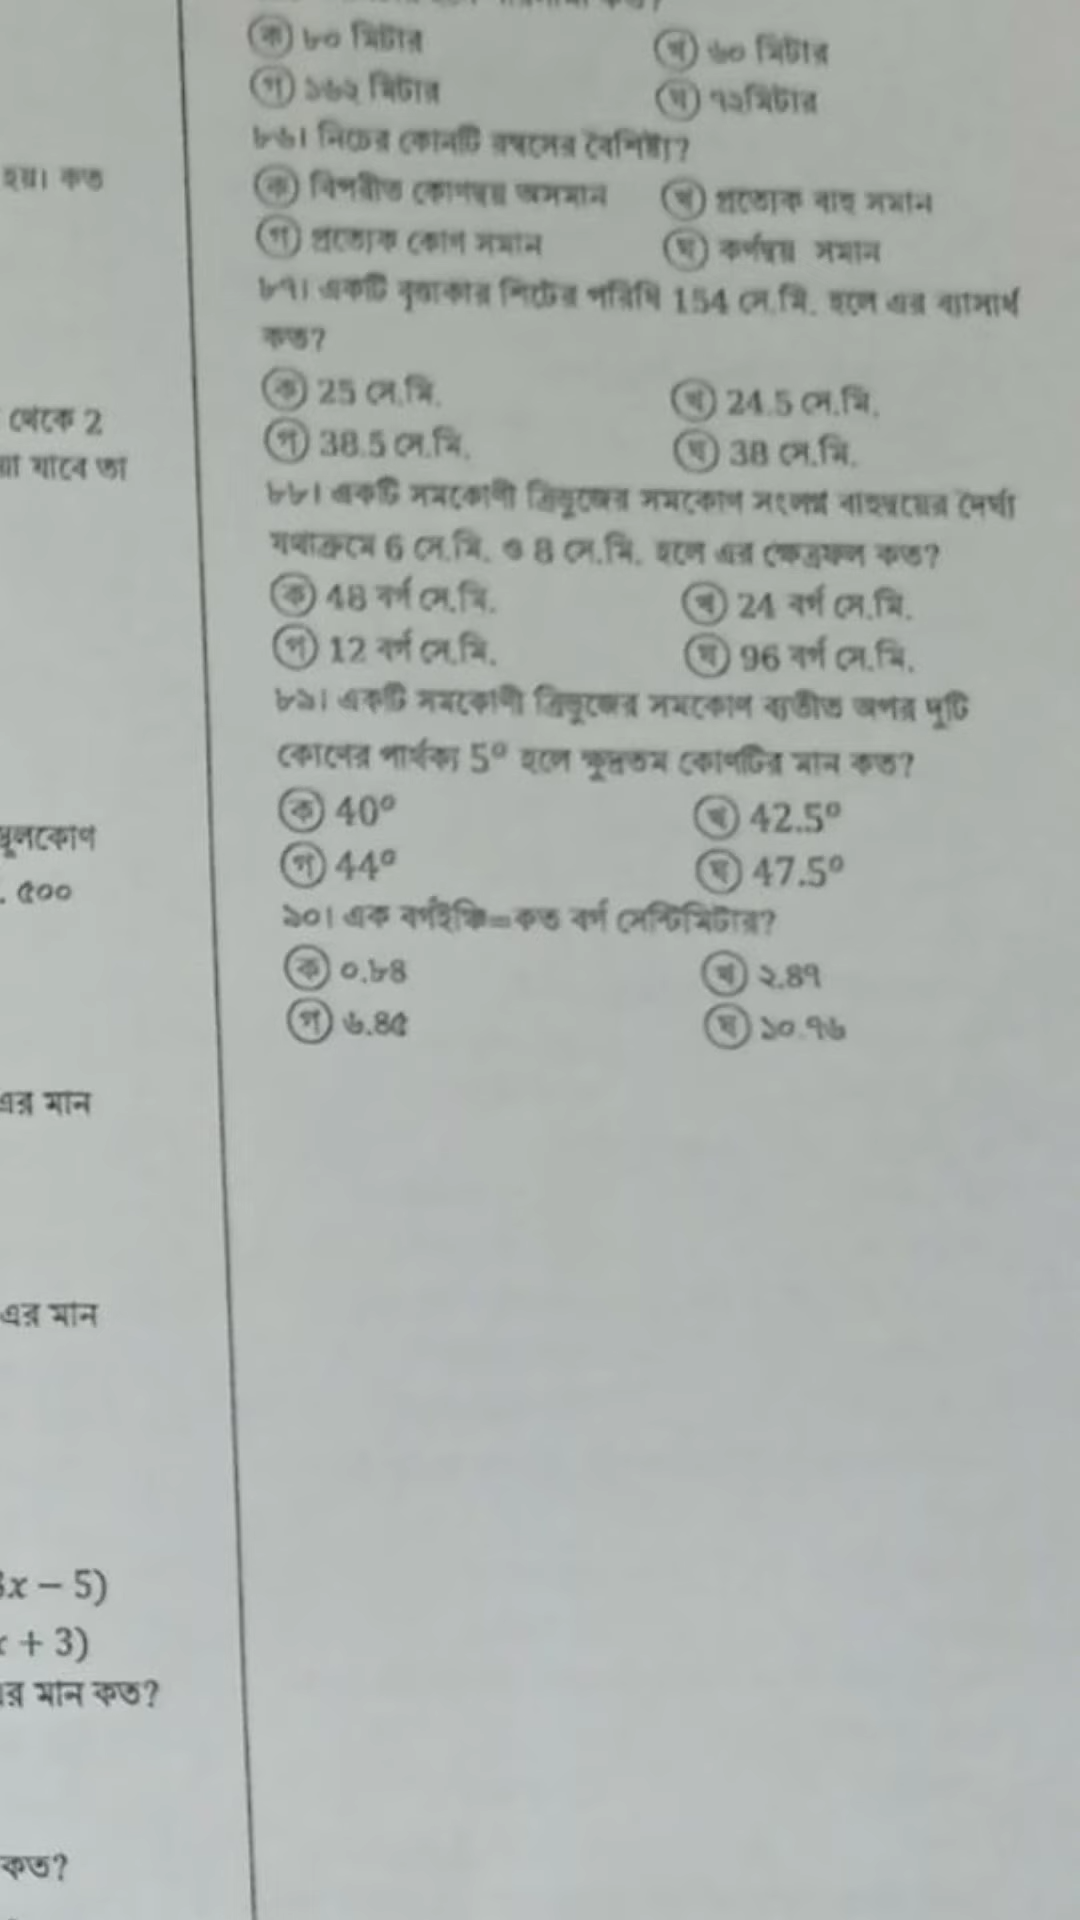 হয়। কত
থেকে 2
যাবে তা
স্থূলকোণ
. ৫০০
এর মান
এর মান
x − 5)
+ 3)
র মান কত?
কত?
ক ৮০ মিটার খ ৬০ মিটার
গ ১৬২ মিটার ঘ ৭২মিটার
৮৬। নিচের কোনটি রম্বসের বৈশিষ্ট্য?
ক বিপরীত কোণদ্বয় অসমান খ প্রত্যেক বাহু সমান
গ প্রত্যেক কোণ সমান ঘ কর্ণদ্বয় সমান
৮৭। একটি বৃত্তাকার শিটের পরিধি 154 সে.মি. হলে এর ব্যাসার্ধ
কত?
ক 25 সে.মি. খ 24.5 সে.মি.
গ 38.5 সে.মি. ঘ 38 সে.মি.
৮৮। একটি সমকোণী ত্রিভুজের সমকোণ সংলগ্ন বাহুদ্বয়ের দৈর্ঘ্য
যথাক্রমে 6 সে.মি. ও 8 সে.মি. হলে এর ক্ষেত্রফল কত?
ক 48 বর্গ সে.মি. খ 24 বর্গ সে.মি.
গ 12 বর্গ সে.মি. ঘ 96 বর্গ সে.মি.
৮৯। একটি সমকোণী ত্রিভুজের সমকোণ ব্যতীত অপর দুটি
কোণের পার্থক্য 5° হলে ক্ষুদ্রতম কোণটির মান কত?
ক 40° খ 42.5°
গ 44° ঘ 47.5°
৯০। এক বর্গইঞ্চি=কত বর্গ সেন্টিমিটার?
ক ০.৮৪ খ ২.৪৭
গ ৬.৪৫ ঘ ১০.৭৬